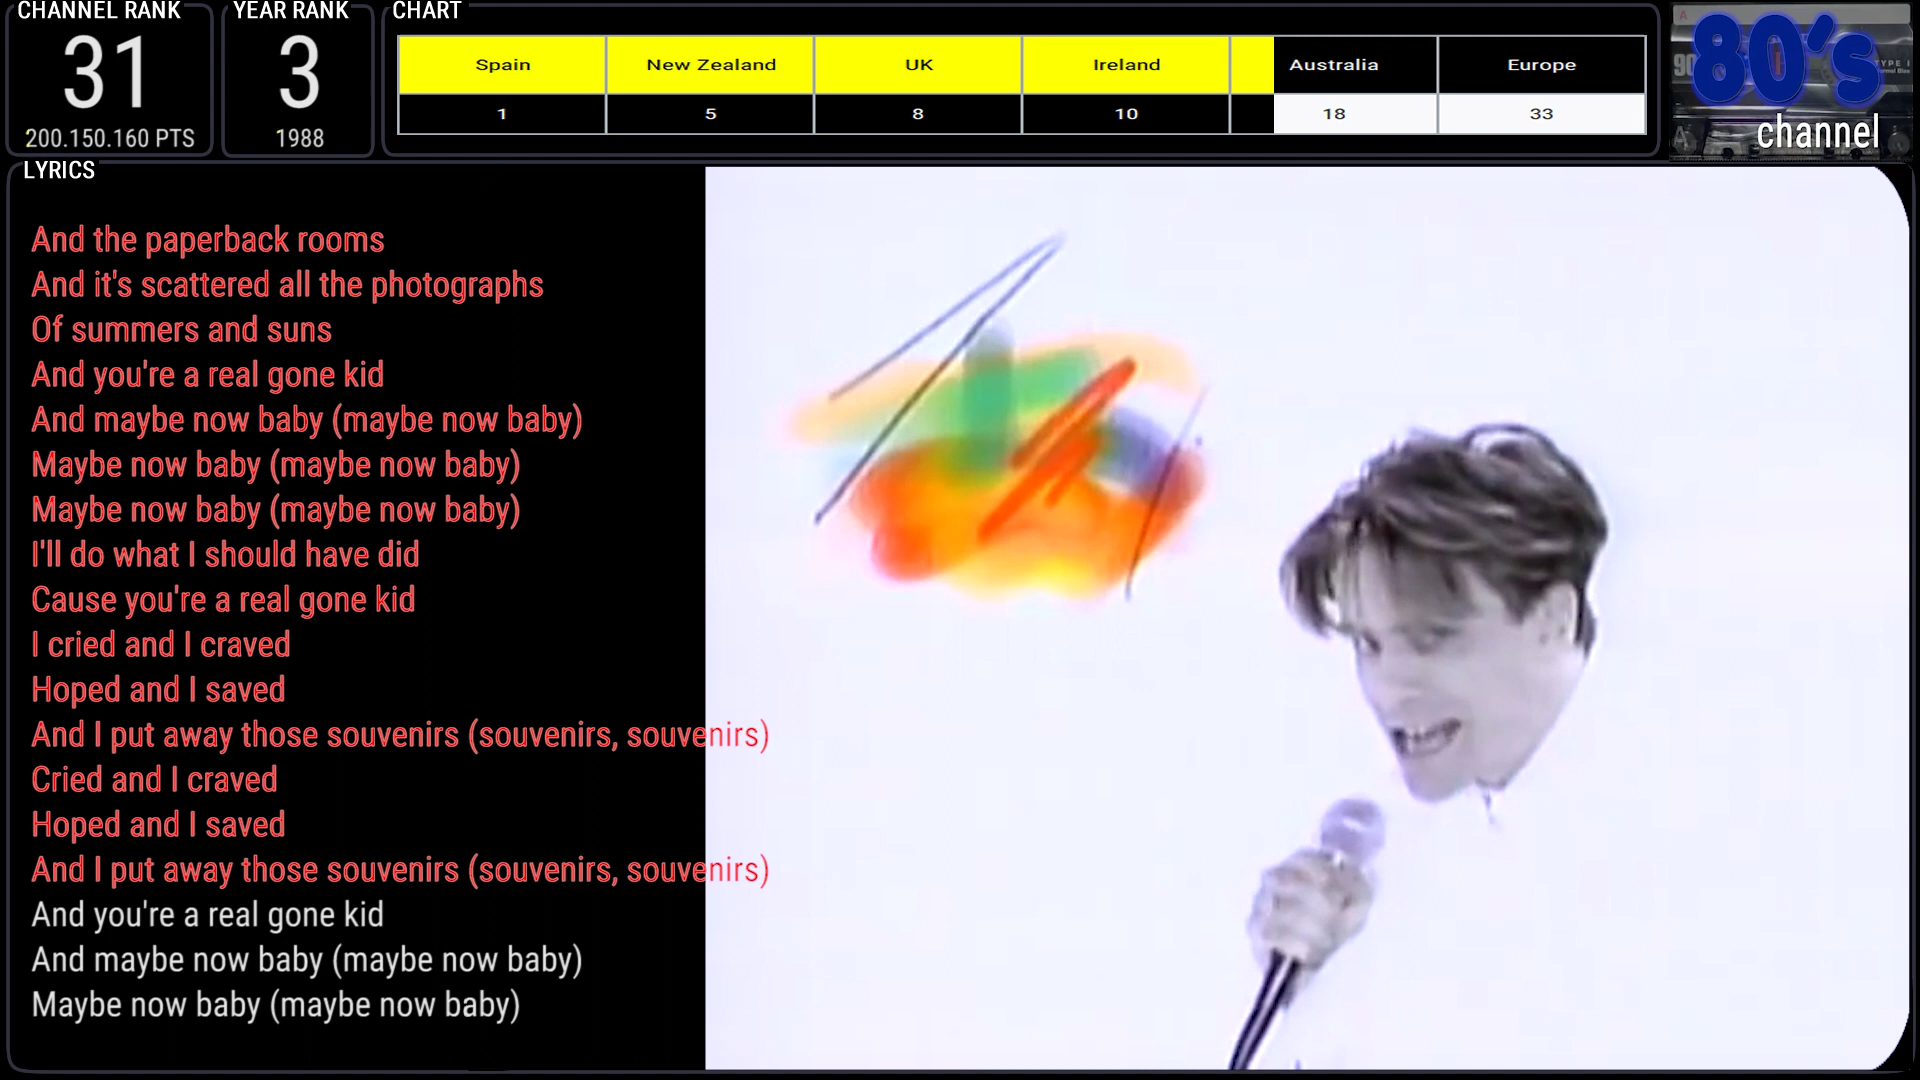 CHANNEL RANK
31
200.150.160 PTS
YEAR RANK
3
1988
CHART
Spain New Zealand UK Ireland Australia Europe
1 5 8 10 18 33
80's
channel
LYRICS
And the paperback rooms
And it's scattered all the photographs
Of summers and suns
And you're a real gone kid
And maybe now baby (maybe now baby)
Maybe now baby (maybe now baby)
Maybe now baby (maybe now baby)
I'll do what I should have did
Cause you're a real gone kid
I cried and I craved
Hoped and I saved
And I put away those souvenirs (souvenirs, souvenirs)
Cried and I craved
Hoped and I saved
And I put away those souvenirs (souvenirs, souvenirs)
And you're a real gone kid
And maybe now baby (maybe now baby)
Maybe now baby (maybe now baby)